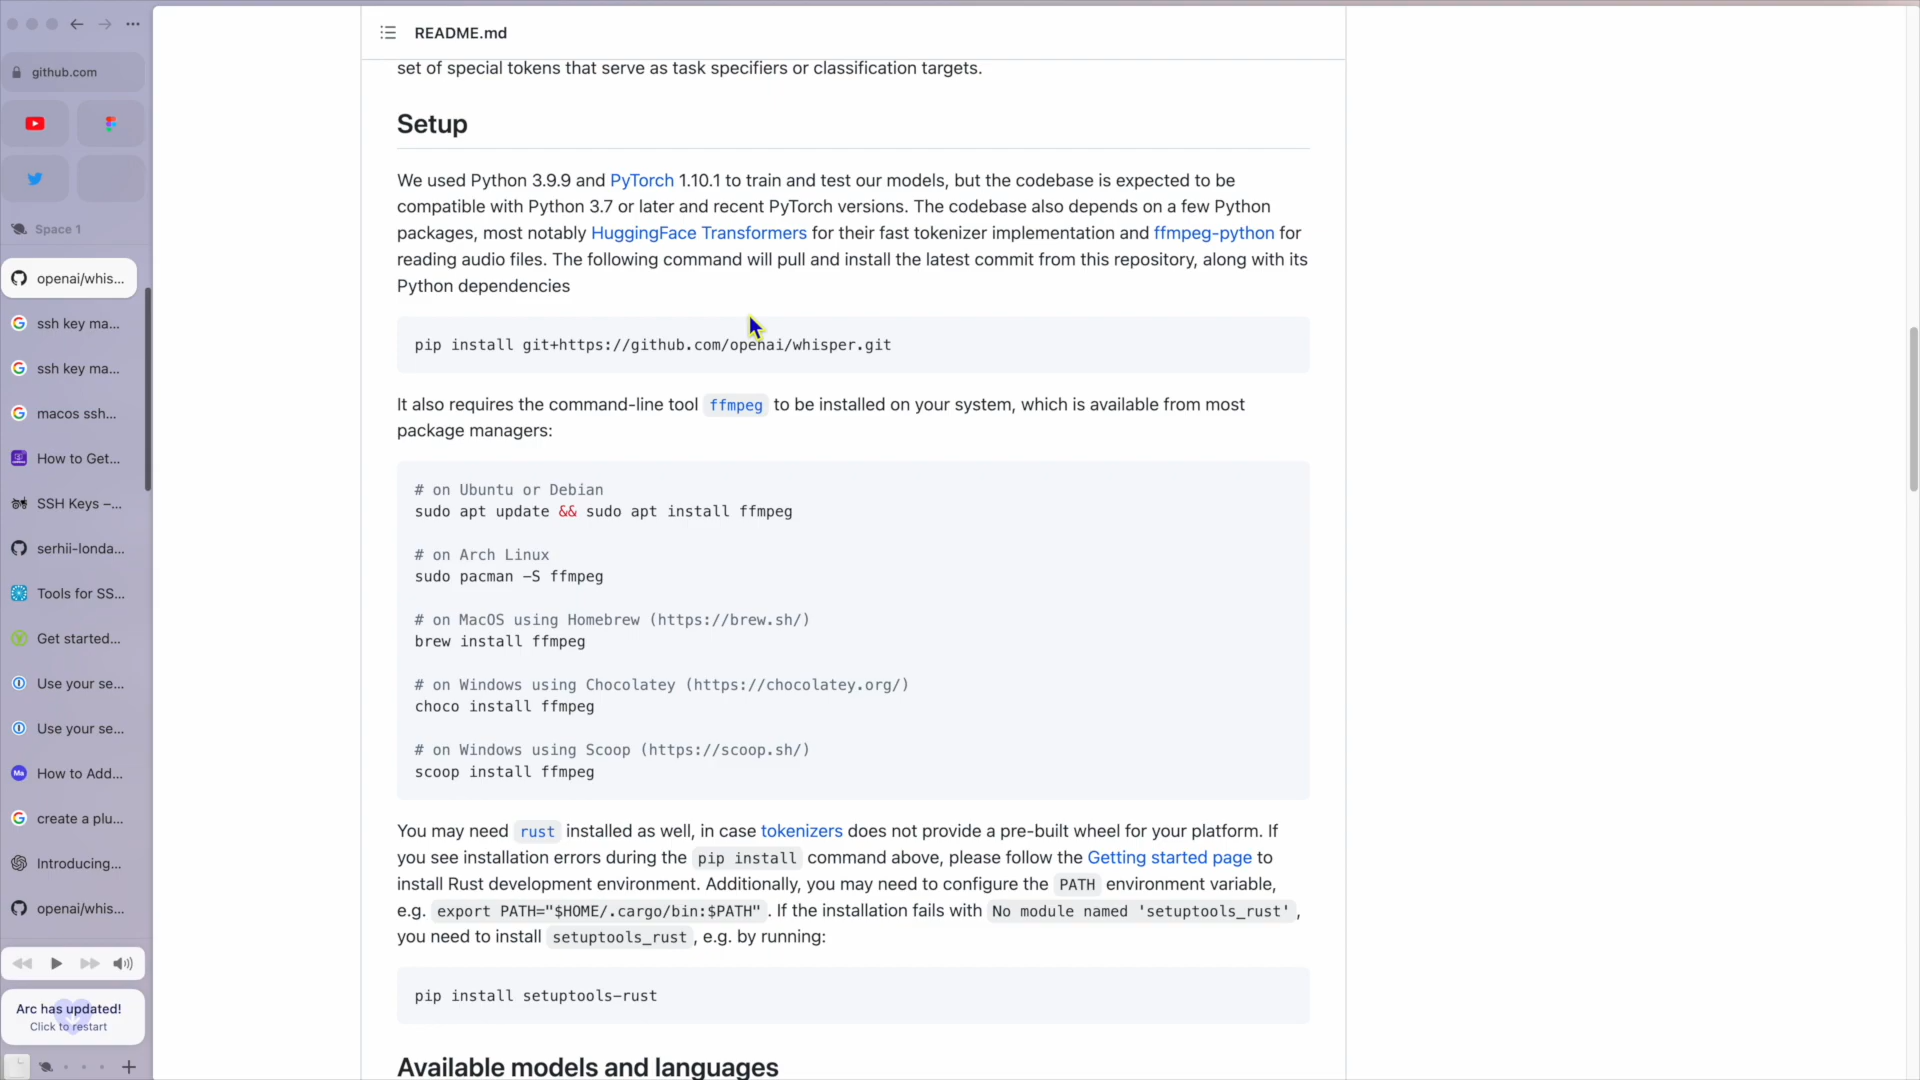 github.com
Space 1
openai/whis...
ssh key ma...
ssh key ma...
macos ssh...
How to Get...
SSH Keys –...
serhii-londa...
Tools for SS...
Get started...
Use your se...
Use your se...
How to Add...
create a plu...
Introducing...
openai/whis...
Arc has updated!
Click to restart
README.md
set of special tokens that serve as task specifiers or classification targets.
Setup
We used Python 3.9.9 and PyTorch 1.10.1 to train and test our models, but the codebase is expected to be
compatible with Python 3.7 or later and recent PyTorch versions. The codebase also depends on a few Python
packages, most notably HuggingFace Transformers for their fast tokenizer implementation and ffmpeg-python for
reading audio files. The following command will pull and install the latest commit from this repository, along with its
Python dependencies
pip install git+https://github.com/openai/whisper.git
It also requires the command-line tool ffmpeg to be installed on your system, which is available from most
package managers:
# on Ubuntu or Debian
sudo apt update && sudo apt install ffmpeg
# on Arch Linux
sudo pacman -S ffmpeg
# on MacOS using Homebrew (https://brew.sh/)
brew install ffmpeg
# on Windows using Chocolatey (https://chocolatey.org/)
choco install ffmpeg
# on Windows using Scoop (https://scoop.sh/)
scoop install ffmpeg
You may need rust installed as well, in case tokenizers does not provide a pre-built wheel for your platform. If
you see installation errors during the pip install command above, please follow the Getting started page to
install Rust development environment. Additionally, you may need to configure the PATH environment variable,
e.g. export PATH="$HOME/.cargo/bin:$PATH". If the installation fails with No module named 'setuptools_rust',
you need to install setuptools_rust, e.g. by running:
pip install setuptools-rust
Available models and languages